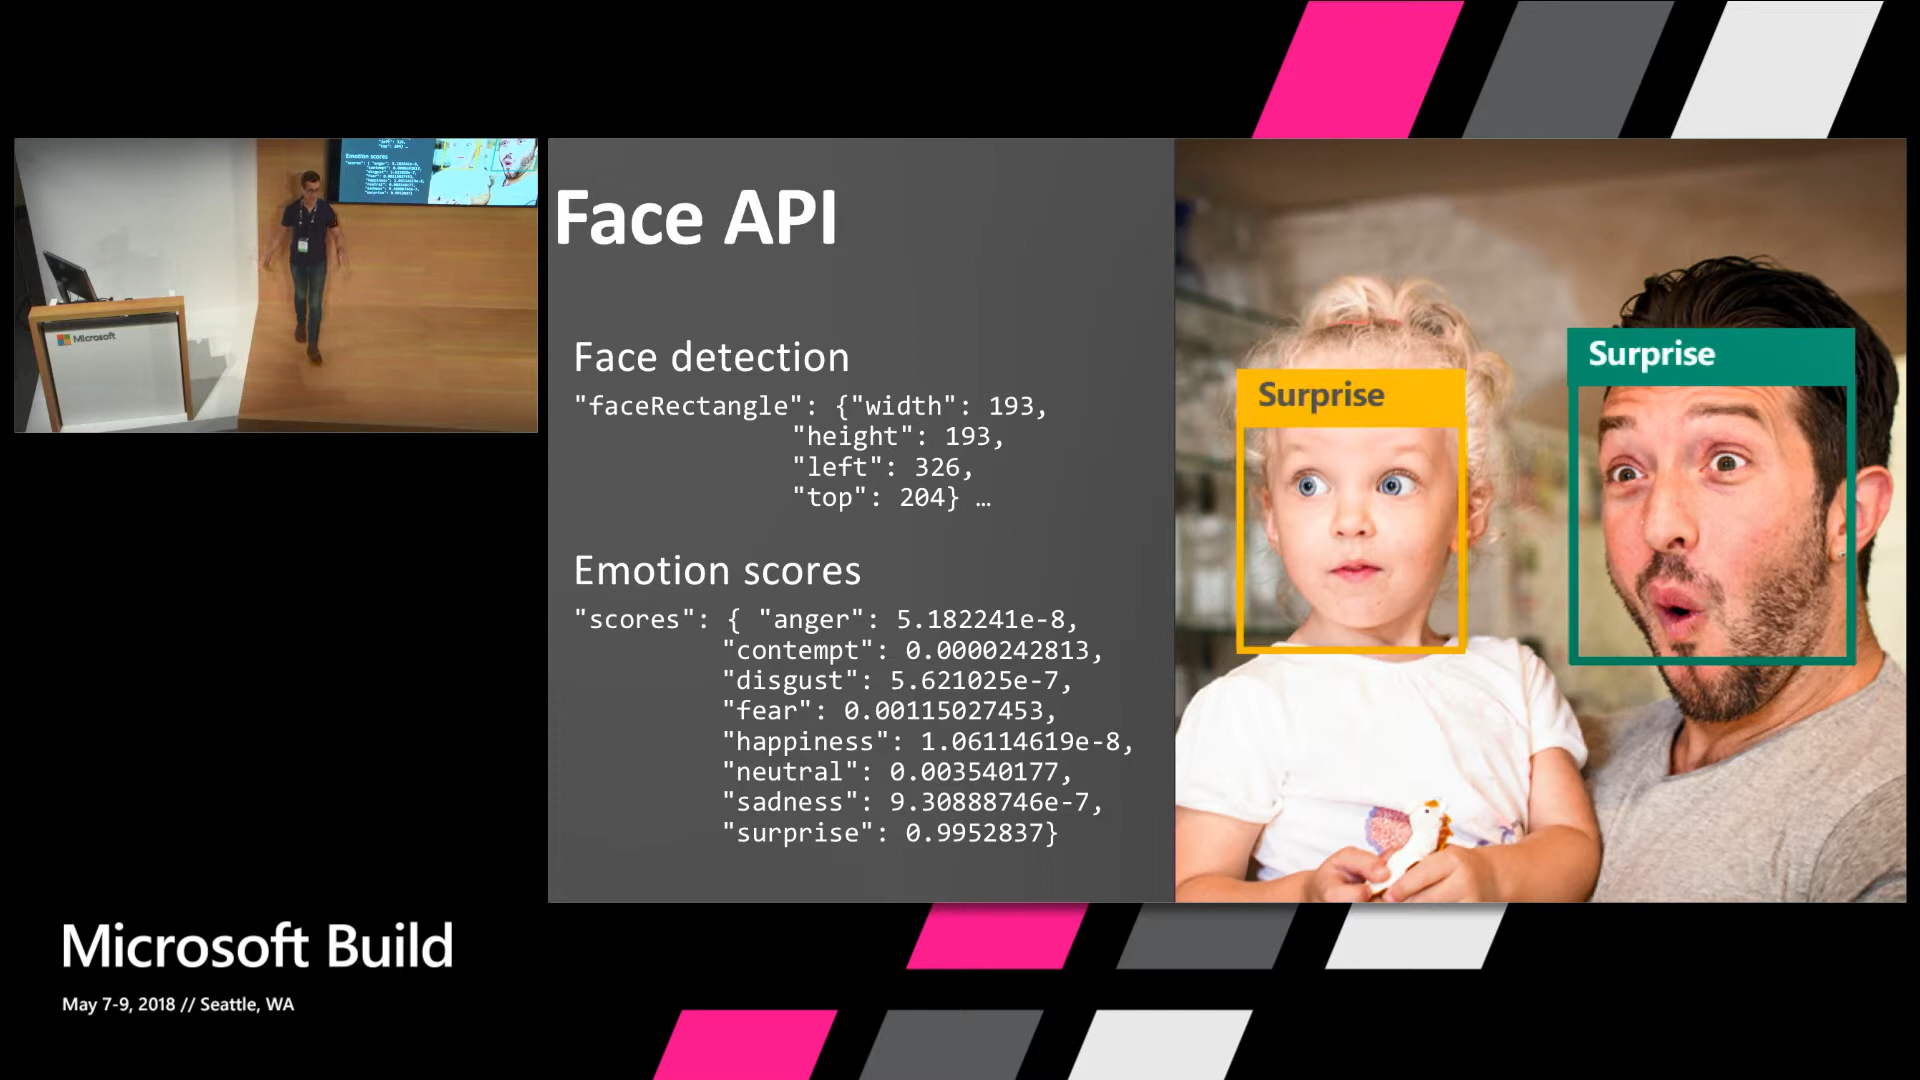 Emotion scores
Microsoft
Face API
Face detection
"faceRectangle": {"width": 193,
"height": 193,
"left": 326,
"top": 204} …
Emotion scores
"scores": { "anger": 5.182241e-8,
"contempt": 0.0000242813,
"disgust": 5.621025e-7,
"fear": 0.00115027453,
"happiness": 1.06114619e-8,
"neutral": 0.003540177,
"sadness": 9.30888746e-7,
"surprise": 0.9952837}
Surprise
Surprise
Microsoft Build
May 7-9, 2018 // Seattle, WA